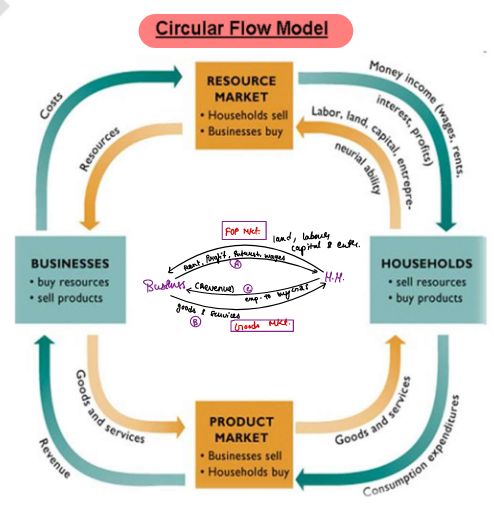 Circular Flow Model
RESOURCE
MARKET
• Households sell
• Businesses buy
Costs
Resources
Money income (wages, rents,
interest, profits)
Labor, land, capital, entrepre-
neurial ability
BUSINESSES
• buy resources
• sell products
HOUSEHOLDS
• sell resources
• buy products
FOP Mkt.
land, labour,
capital & enth.
Rent, Profit, Interest, wages
A
Business
H.H.
(Revenue)
C
exp. to buy
goods & services
B
Goods Mkt.
PRODUCT
MARKET
• Businesses sell
• Households buy
Goods and services
Revenue
Goods and services
Consumption expenditures